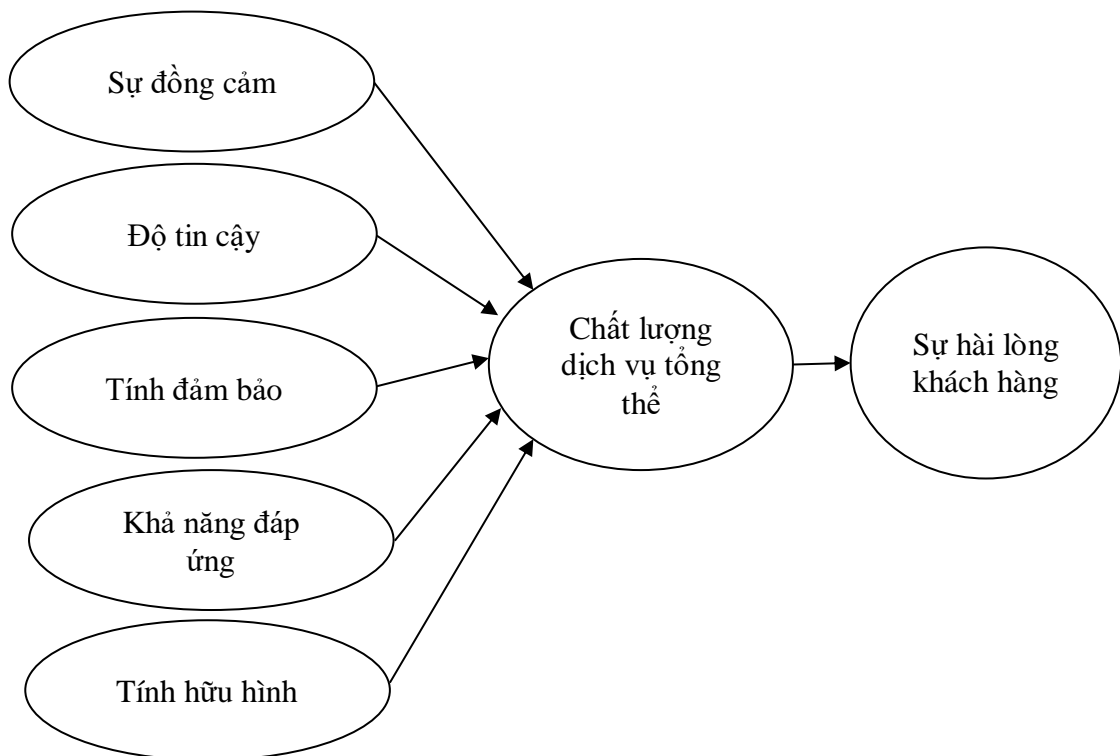 Sự đồng cảm
Độ tin cậy
Tính đảm bảo
Khả năng đáp
ứng
Tính hữu hình
Chất lượng
dịch vụ tổng
thể
Sự hài lòng
khách hàng